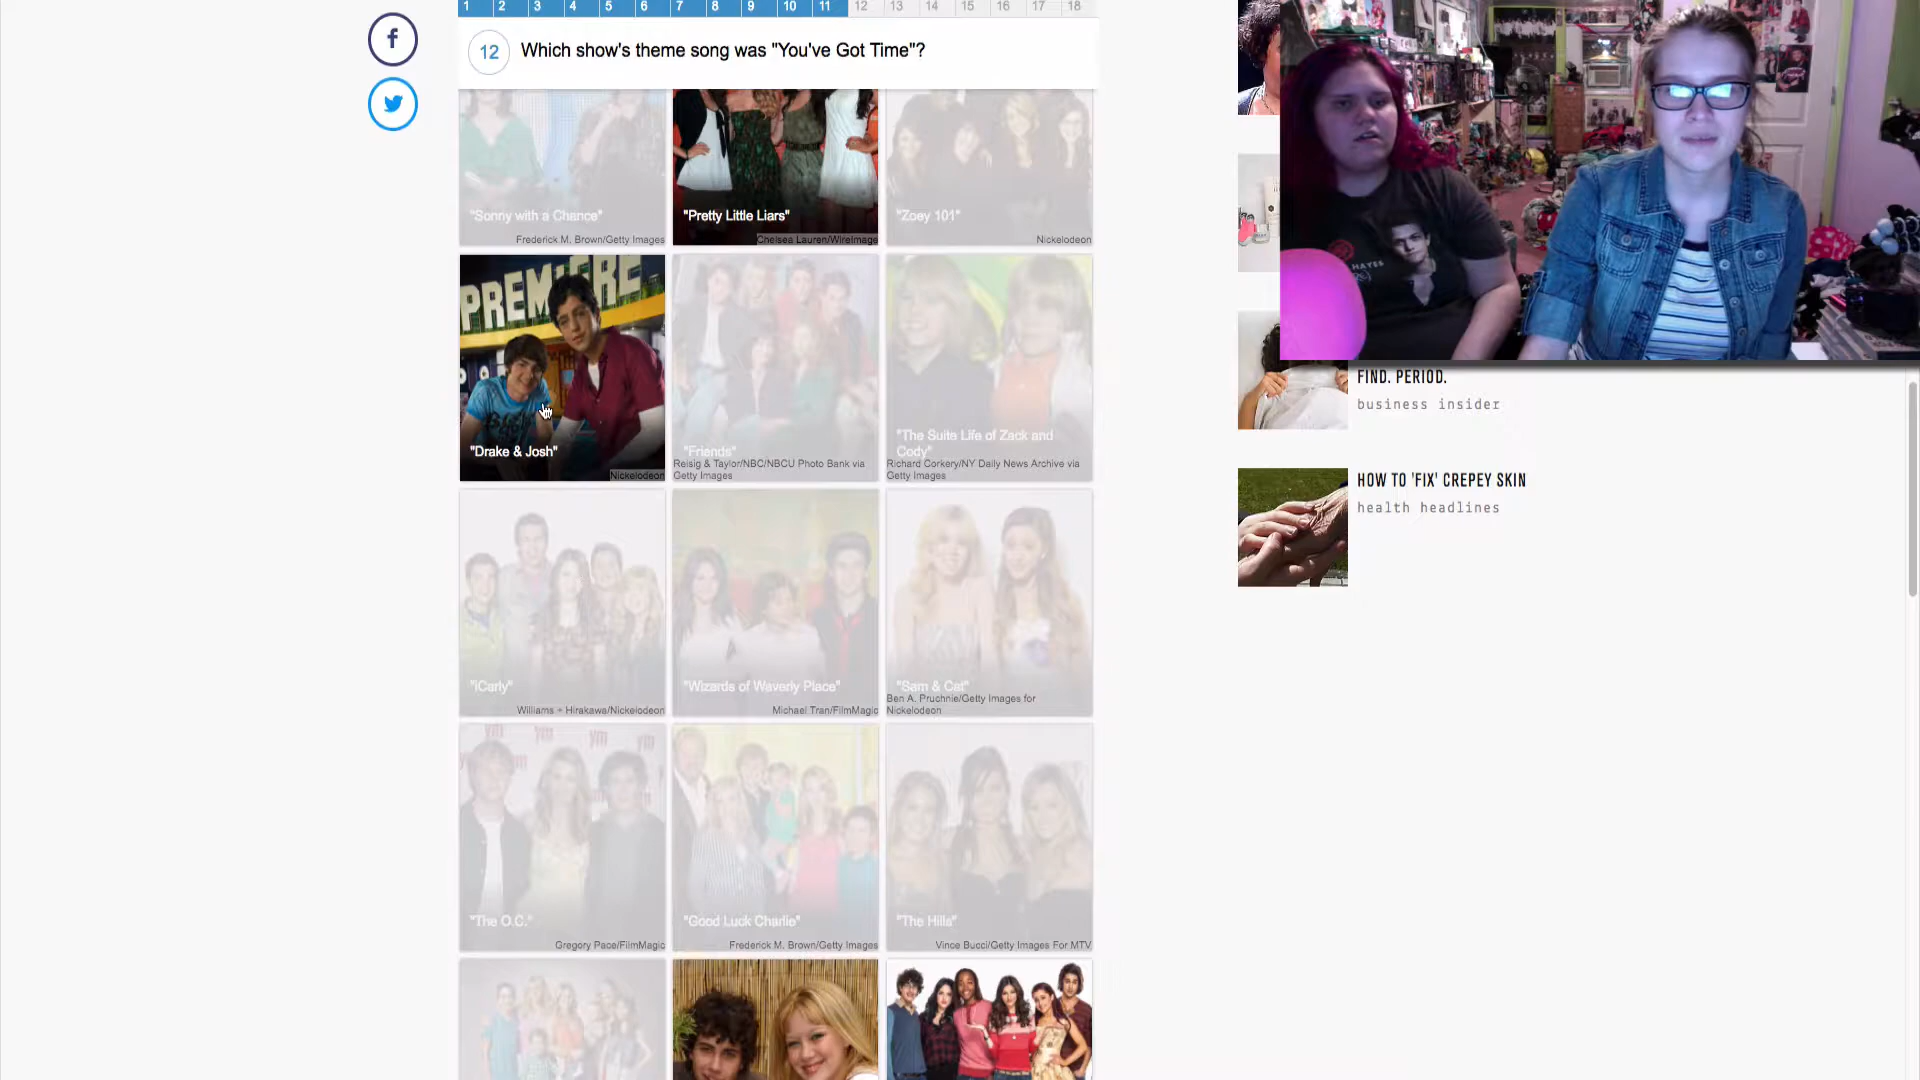 1 2 3 4 5 6 7 8 9 10 11 12 13 14 15 16 17 18
f
12 Which show's theme song was "You've Got Time"?
"Sonny with a Chance"
Frederick M. Brown/Getty Images
"Pretty Little Liars"
Chelsea Lauren/WireImage
"Zoey 101"
Nickelodeon
PREMIERE
"Drake & Josh"
Nickelodeon
"Friends"
Reisig & Taylor/NBC/NBCU Photo Bank via
Getty Images
"The Suite Life of Zack and
Cody"
Richard Corkery/NY Daily News Archive via
Getty Images
"iCarly"
Williams + Hirakawa/Nickelodeon
"Wizards of Waverly Place"
Michael Tran/FilmMagic
"Sam & Cat"
Ben A. Pruchnie/Getty Images for
Nickelodeon
ym
"The O.C."
Gregory Pace/FilmMagic
"Good Luck Charlie"
Frederick M. Brown/Getty Images
"The Hills"
Vince Bucci/Getty Images For MTV
HAYES
FIND. PERIOD.
business insider
HOW TO 'FIX' CREPEY SKIN
health headlines